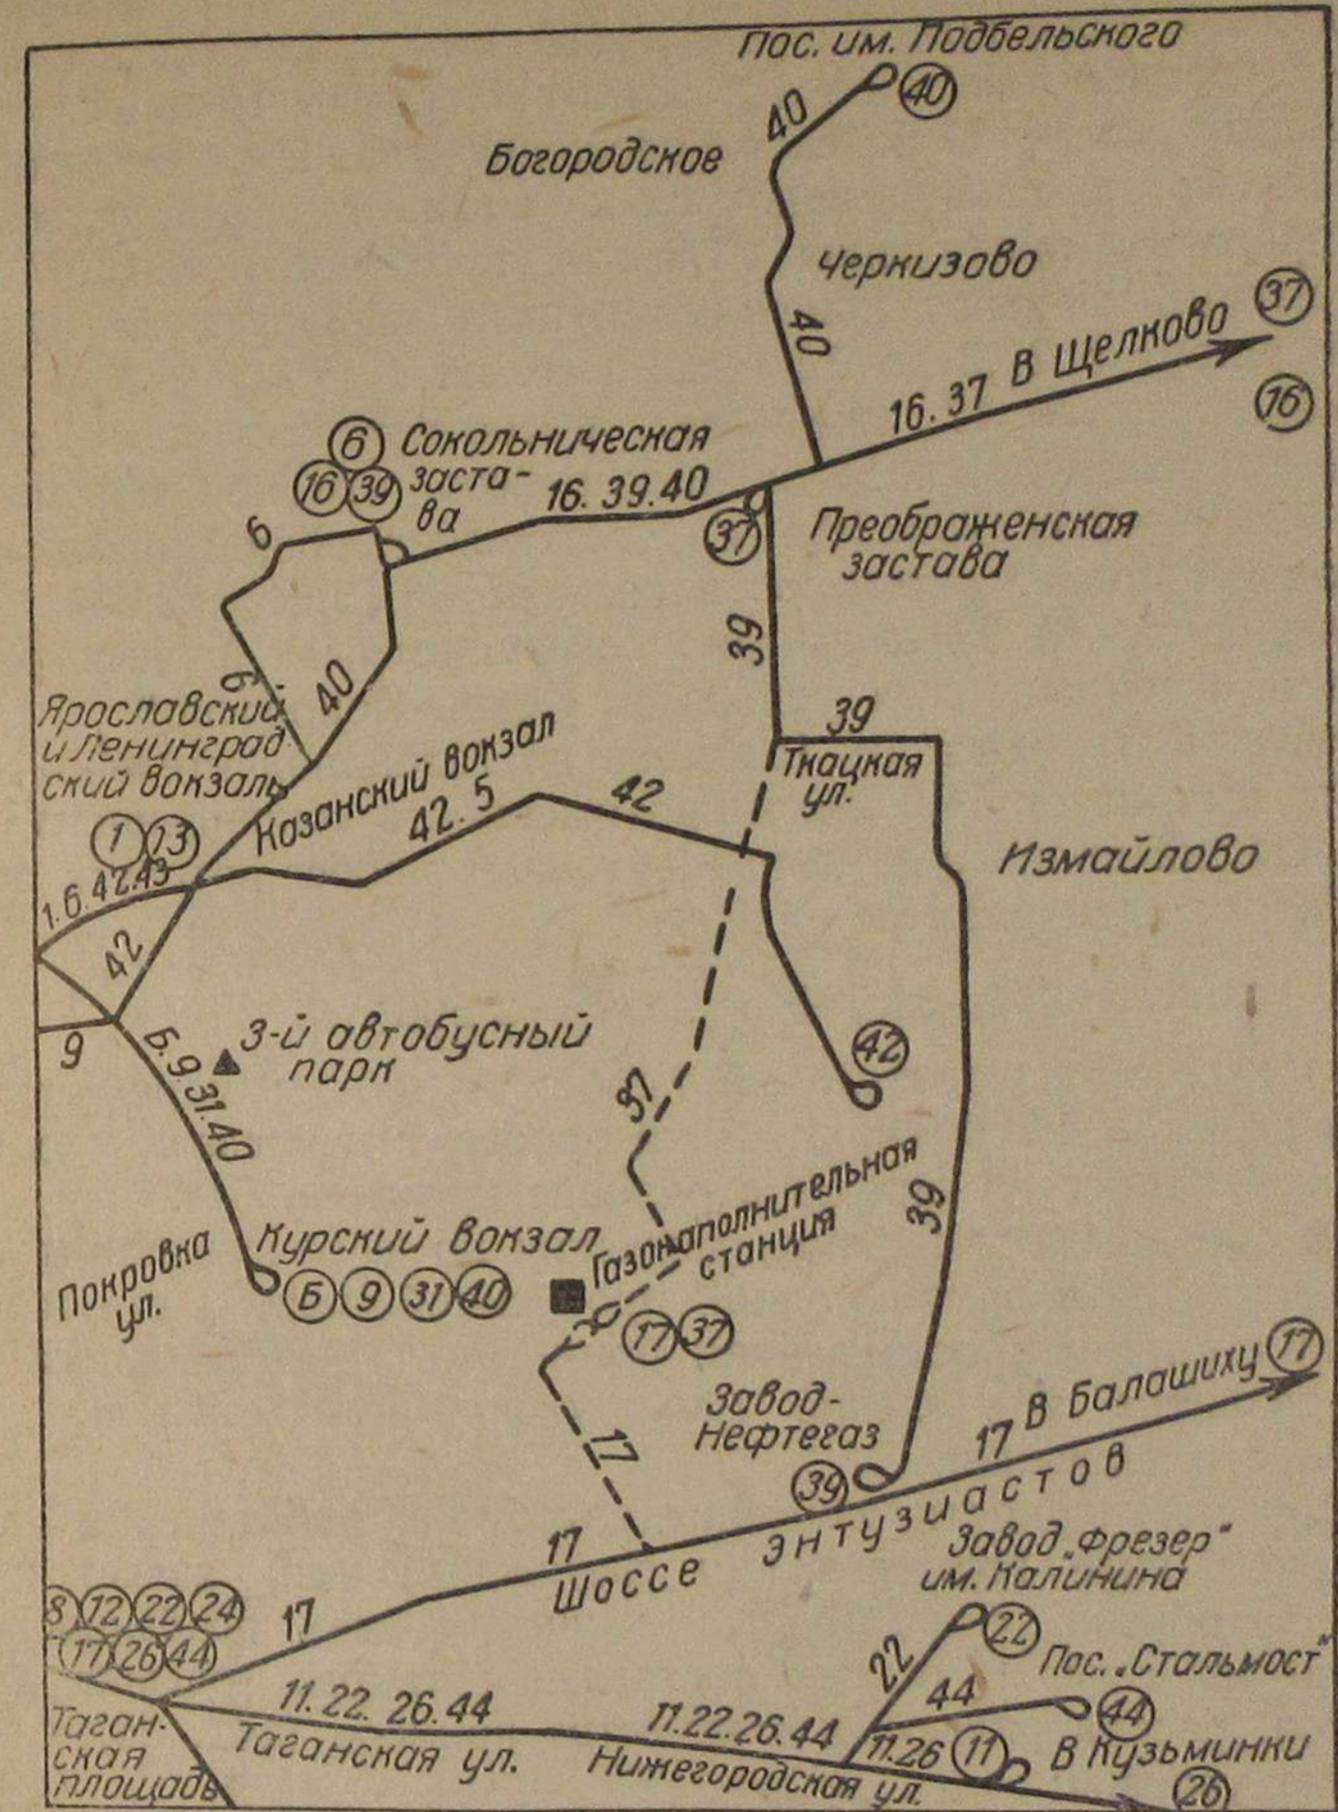 Пос. им. Подбельского
40
40
Богородское
Черкизово
40
37
В Щелково
16. 37
16
6
Сокольническая
заста-
ва
16 39
16. 39. 40
37
Преображенская
застава
6
6
40
39
39
Ткацкая
ул.
Ярославский
и Ленинград
ский вокзалы
Казанский вокзал
42. 5
42
1 13
1. 6. 42. 43
Измайлово
42
9
Б. 9. 31. 40
3-й автобусный
парк
42
37
39
Газонаполнительная
станция
Покровка
ул.
Курский вокзал
Б 9 31 40
17 37
Завод-
Нефтегаз
39
В Балашиху 17
17
17
17
Шоссе Энтузиастов
Завод „Фрезер“
им. Калинина
8 12 22 24
17 26 44
17
22
22
Пос. „Стальмост“
44
44
11. 22. 26. 44
Таганская ул.
11. 22. 26. 44
Нижегородская ул.
11. 26 11
В Кузьминки
26
Таган-
ская
площадь